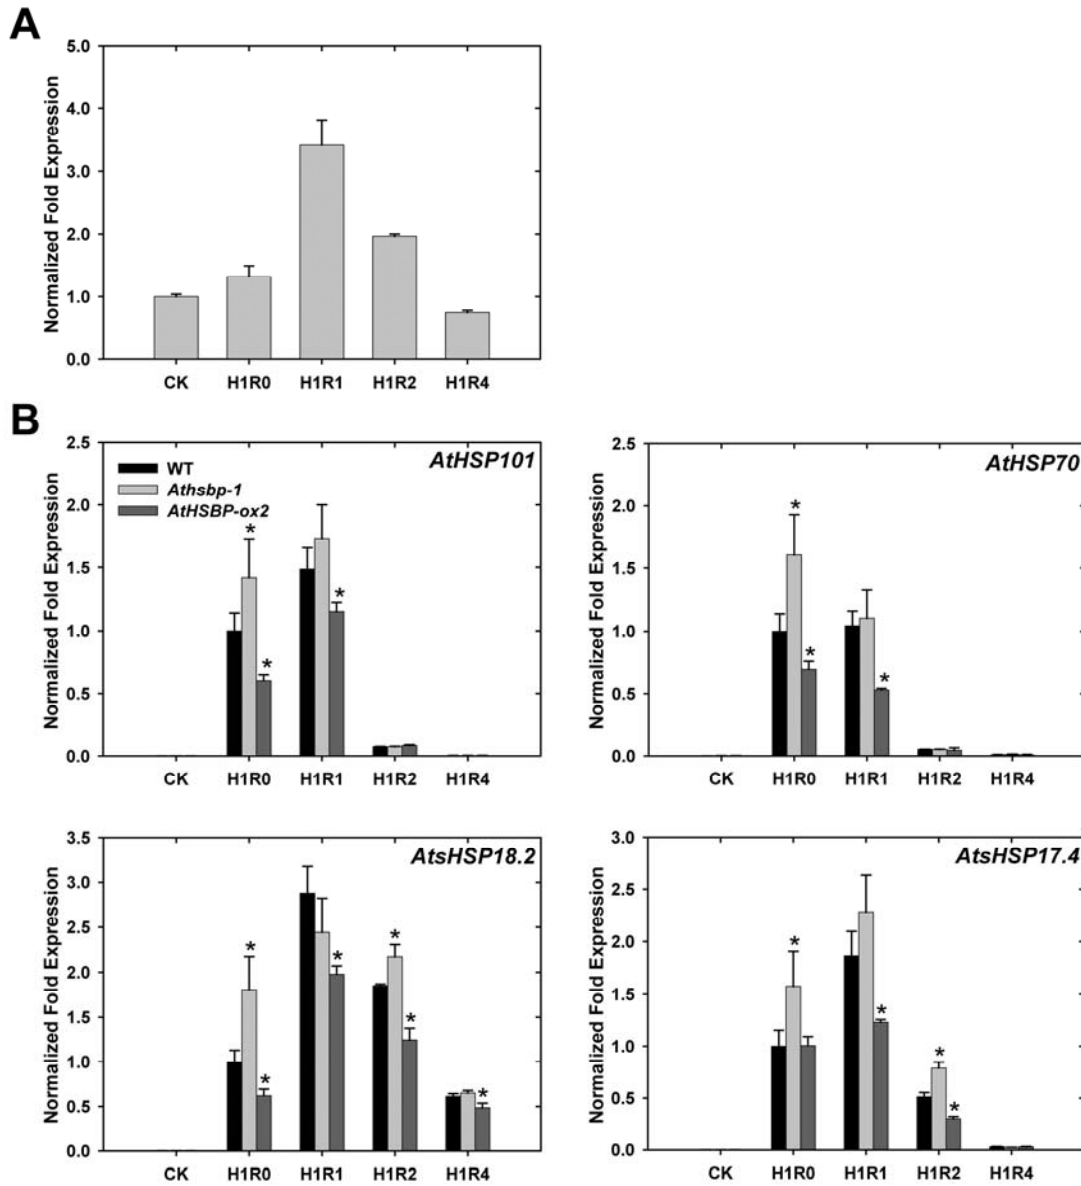 A
Normalized Fold Expression
5.0
4.0
3.0
2.0
1.0
0.0
CK H1R0 H1R1 H1R2 H1R4
B
AtHSP101
Normalized Fold Expression
2.5
2.0
1.5
1.0
0.5
0.0
WT
Athsbp-1
AtHSBP-ox2
* * *
CK H1R0 H1R1 H1R2 H1R4
AtHSP70
Normalized Fold Expression
2.5
2.0
1.5
1.0
0.5
0.0
* * *
CK H1R0 H1R1 H1R2 H1R4
AtsHSP18.2
Normalized Fold Expression
3.5
3.0
2.5
2.0
1.5
1.0
0.5
0.0
* * * * * *
CK H1R0 H1R1 H1R2 H1R4
AtsHSP17.4
Normalized Fold Expression
3.0
2.5
2.0
1.5
1.0
0.5
0.0
* * * *
CK H1R0 H1R1 H1R2 H1R4